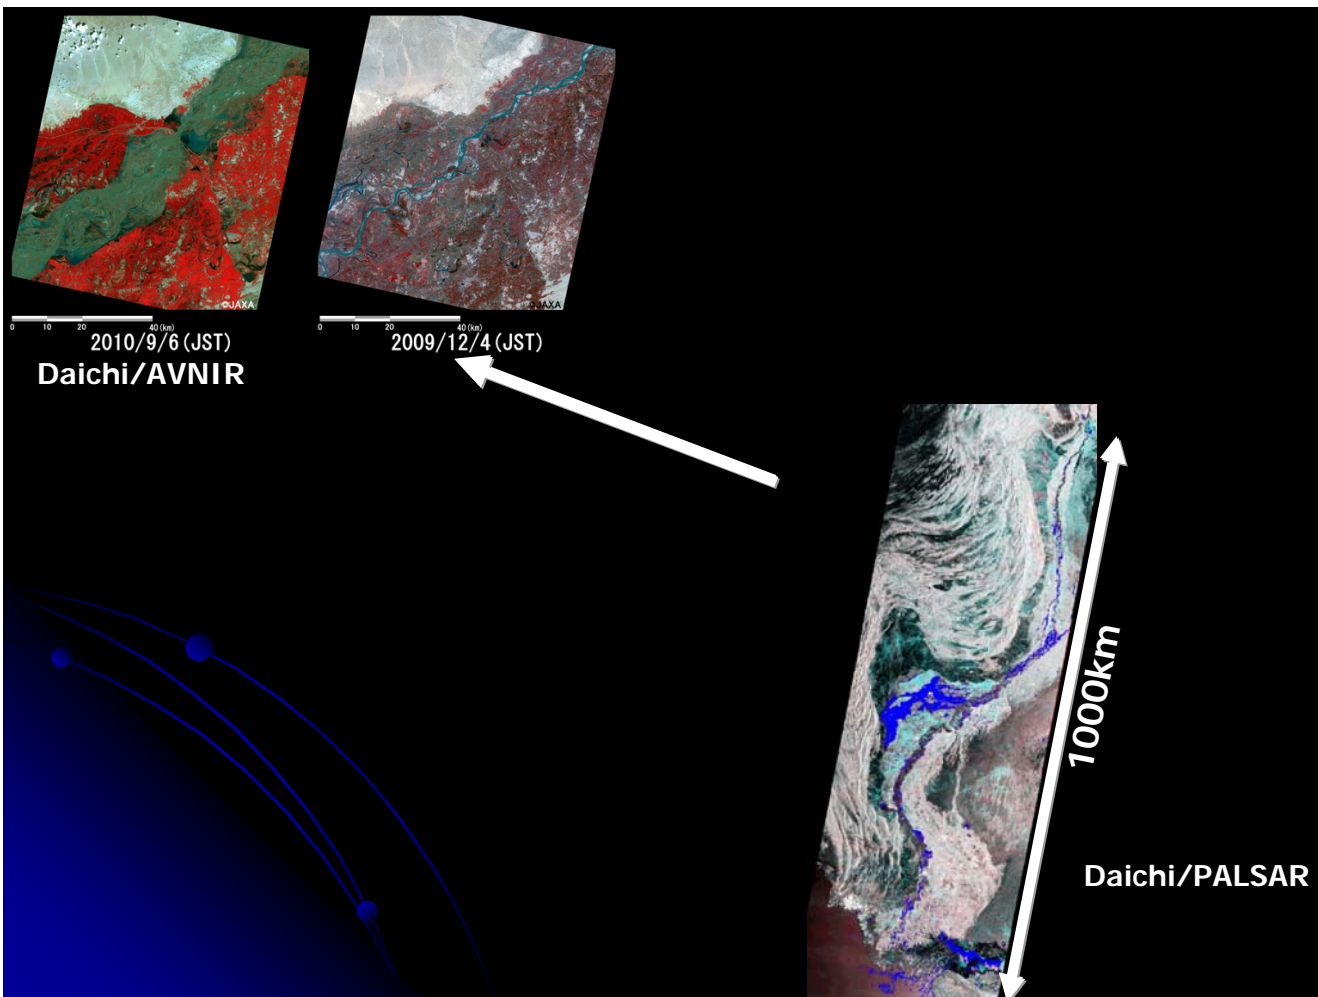 ©JAXA
©JAXA
0 10 20 40(km)
0 10 20 40(km)
2010/9/6(JST)
2009/12/4(JST)
Daichi/AVNIR
1000km
Daichi/PALSAR